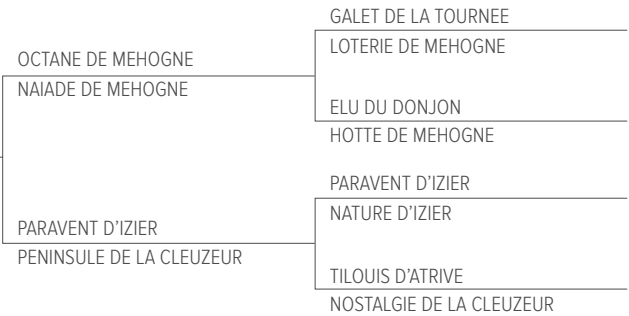 GALET DE LA TOURNEE
LOTERIE DE MEHOGNE
OCTANE DE MEHOGNE
NAIADE DE MEHOGNE
ELU DU DONJON
HOTTE DE MEHOGNE
PARAVENT D'IZIER
NATURE D'IZIER
PARAVENT D'IZIER
PENINSULE DE LA CLEUZEUR
TILOUIS D'ATRIVE
NOSTALGIE DE LA CLEUZEUR